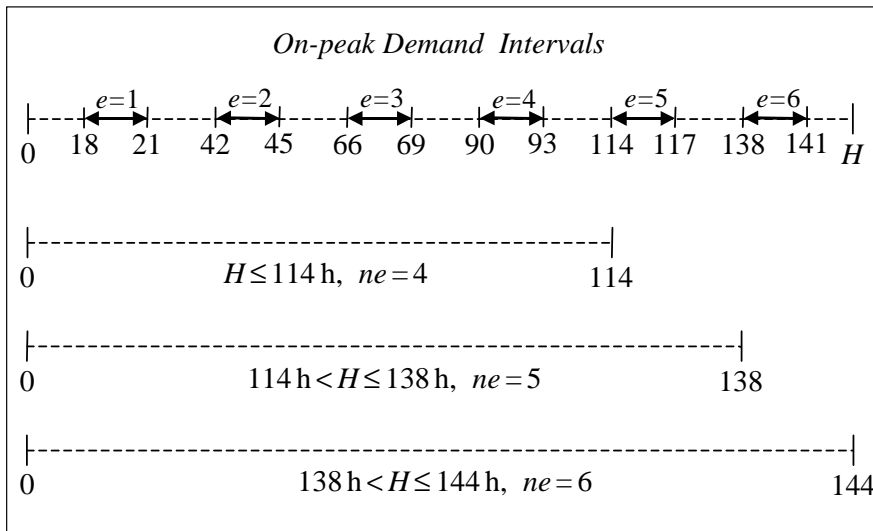 On-peak Demand Intervals
e=1 e=2 e=3 e=4 e=5 e=6
0 18 21 42 45 66 69 90 93 114 117 138 141 H
H ≤ 114 h, ne = 4
0 114
114 h < H ≤ 138 h, ne = 5
0 138
138 h < H ≤ 144 h, ne = 6
0 144